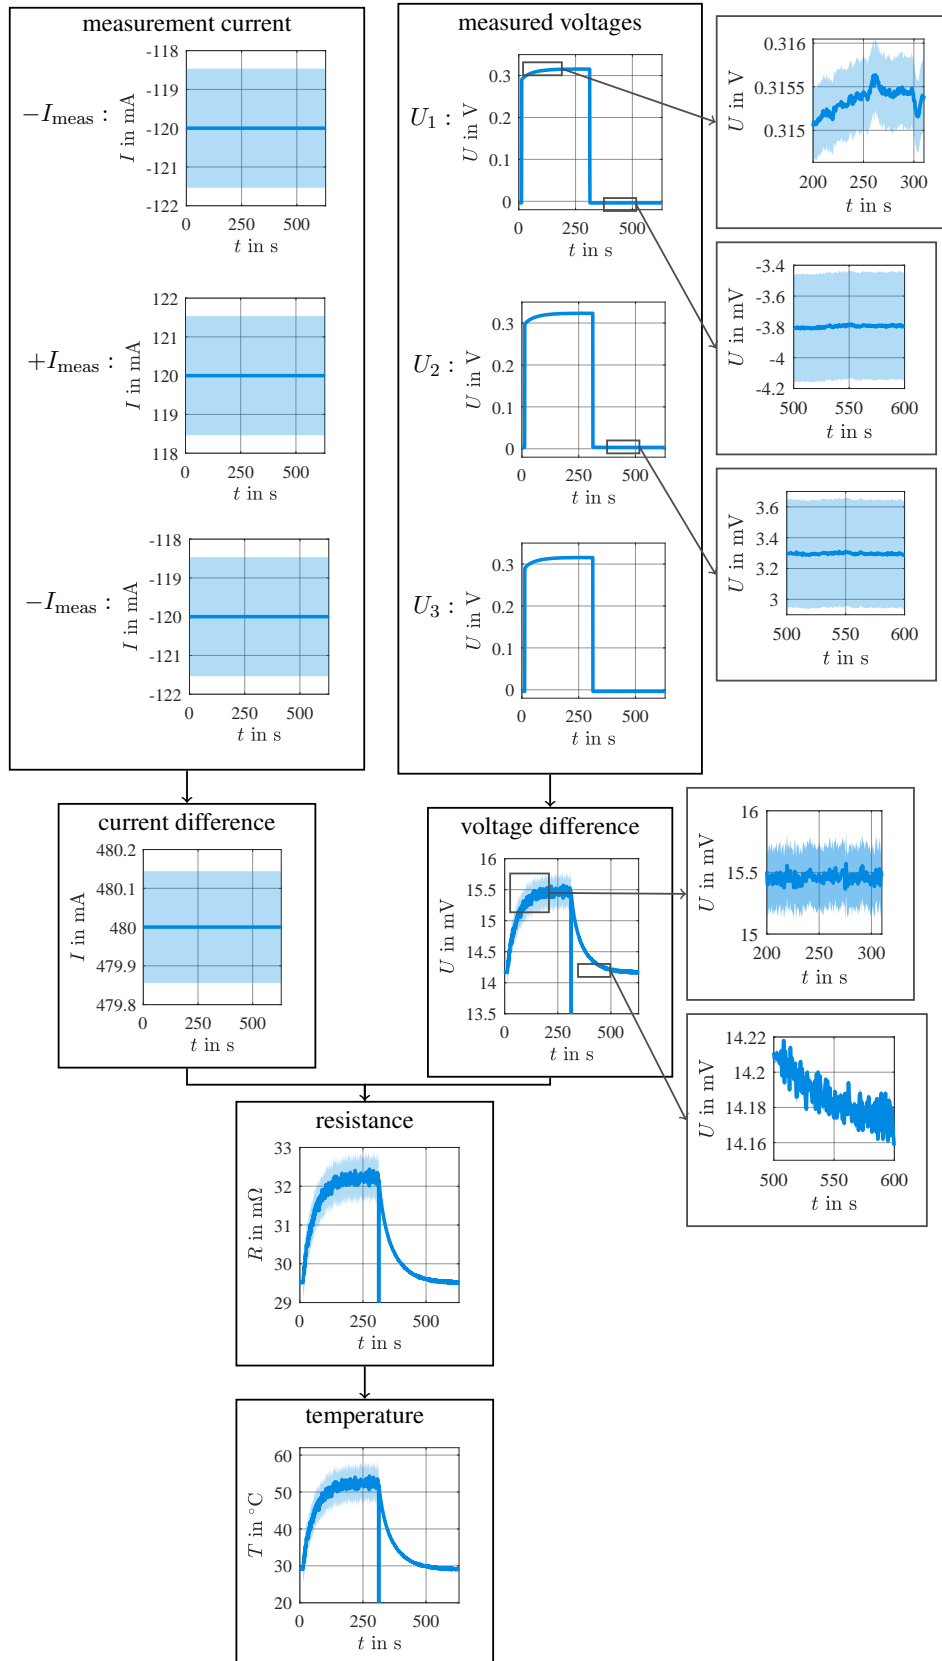 measurement current
−I_meas :
I in mA
-118
-119
-120
-121
-122
0 250 500
t in s
+I_meas :
I in mA
122
121
120
119
118
0 250 500
t in s
−I_meas :
I in mA
-118
-119
-120
-121
-122
0 250 500
t in s
measured voltages
U_1 :
U in V
0.3
0.2
0.1
0
0 250 500
t in s
U_2 :
U in V
0.3
0.2
0.1
0
0 250 500
t in s
U_3 :
U in V
0.3
0.2
0.1
0
0 250 500
t in s
U in V
0.316
0.3155
0.315
200 250 300
t in s
U in mV
-3.4
-3.6
-3.8
-4
-4.2
500 550 600
t in s
U in mV
3.6
3.4
3.2
3
500 550 600
t in s
current difference
I in mA
480.2
480.1
480
479.9
479.8
0 250 500
t in s
voltage difference
U in mV
16
15.5
15
14.5
14
13.5
0 250 500
t in s
U in mV
16
15.5
15
200 250 300
t in s
U in mV
14.22
14.2
14.18
14.16
500 550 600
t in s
resistance
R in mΩ
33
32
31
30
29
0 250 500
t in s
temperature
T in °C
60
50
40
30
20
0 250 500
t in s